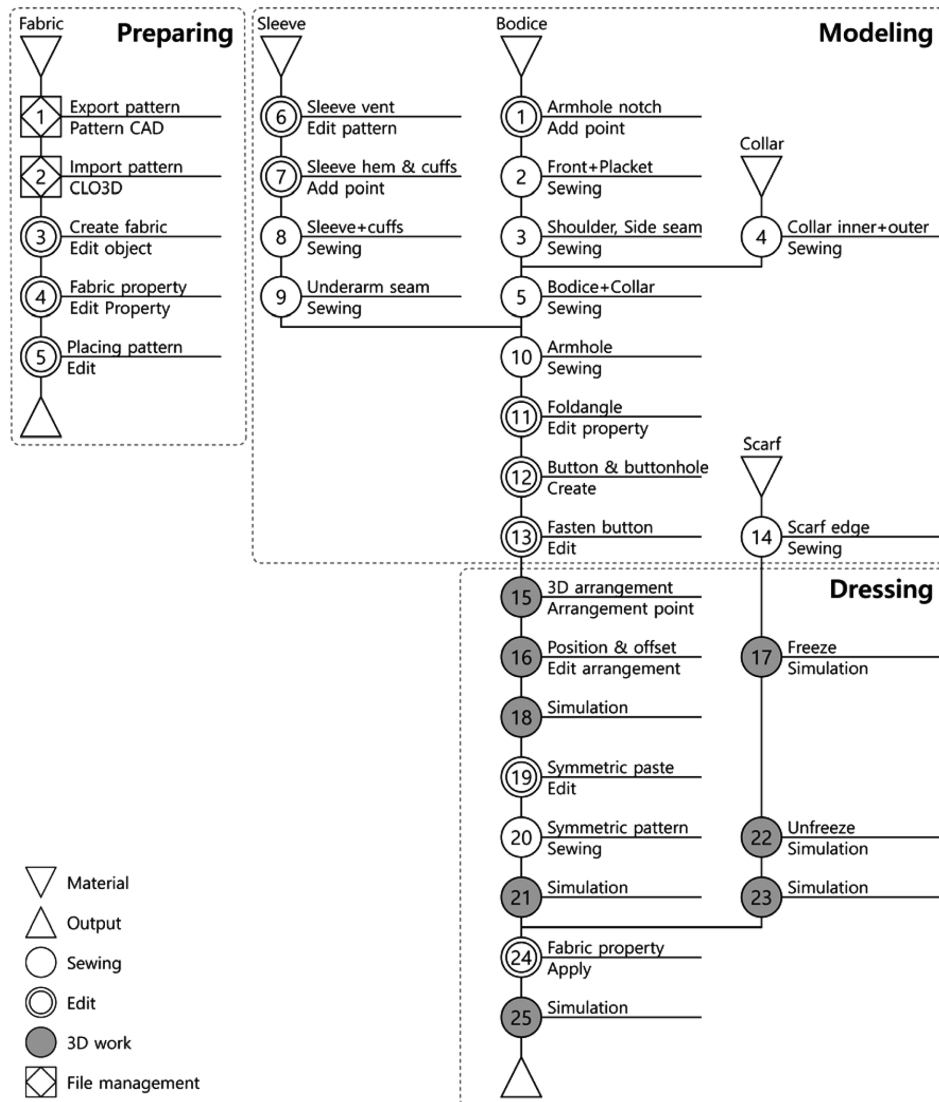 Preparing
Fabric
1
Export pattern
Pattern CAD
2
Import pattern
CLO3D
3
Create fabric
Edit object
4
Fabric property
Edit Property
5
Placing pattern
Edit
Modeling
Sleeve
6
Sleeve vent
Edit pattern
7
Sleeve hem & cuffs
Add point
8
Sleeve+cuffs
Sewing
9
Underarm seam
Sewing
Bodice
1
Armhole notch
Add point
2
Front+Placket
Sewing
3
Shoulder, Side seam
Sewing
Collar
4
Collar inner+outer
Sewing
5
Bodice+Collar
Sewing
10
Armhole
Sewing
11
Foldangle
Edit property
12
Button & buttonhole
Create
13
Fasten button
Edit
Scarf
14
Scarf edge
Sewing
Dressing
15
3D arrangement
Arrangement point
16
Position & offset
Edit arrangement
17
Freeze
Simulation
18
Simulation
19
Symmetric paste
Edit
20
Symmetric pattern
Sewing
21
Simulation
22
Unfreeze
Simulation
23
Simulation
24
Fabric property
Apply
25
Simulation
Material
Output
Sewing
Edit
3D work
File management